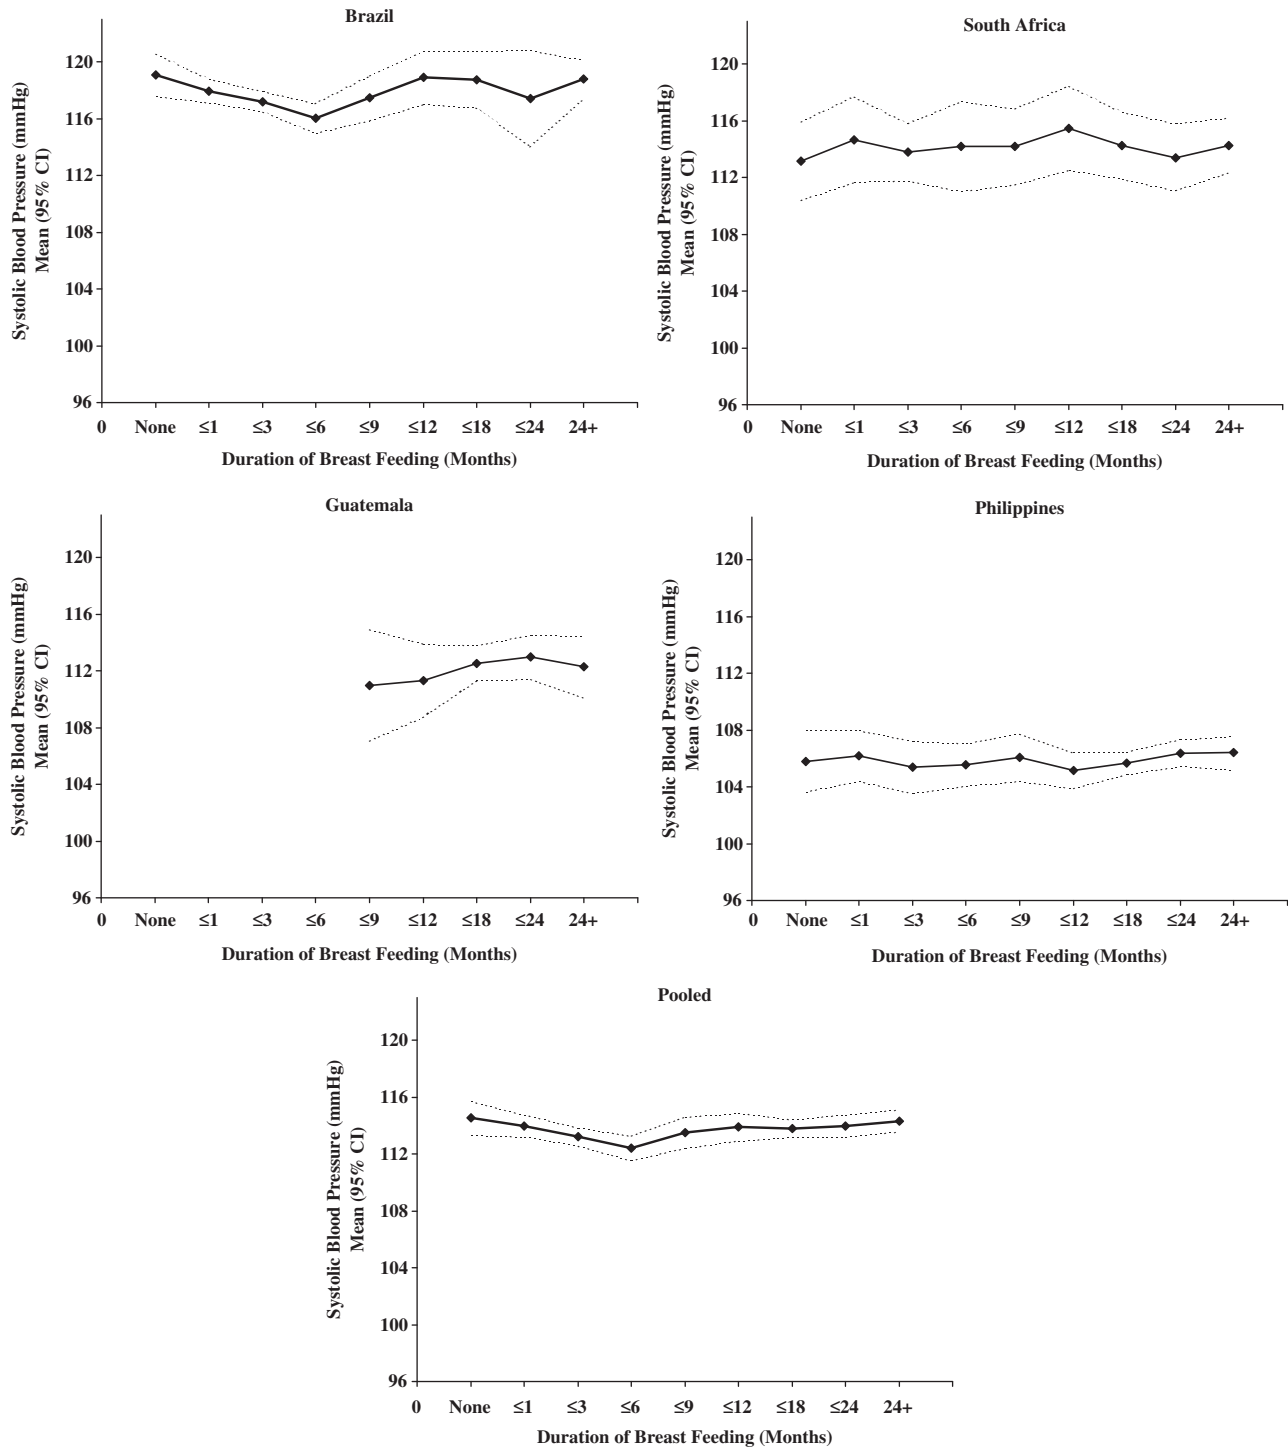 Brazil
Systolic Blood Pressure (mmHg)
Mean (95% CI)
120
116
112
108
104
100
96
0 None ≤1 ≤3 ≤6 ≤9 ≤12 ≤18 ≤24 24+
Duration of Breast Feeding (Months)
South Africa
Systolic Blood Pressure (mmHg)
Mean (95% CI)
120
116
112
108
104
100
96
0 None ≤1 ≤3 ≤6 ≤9 ≤12 ≤18 ≤24 24+
Duration of Breast Feeding (Months)
Guatemala
Systolic Blood Pressure (mmHg)
Mean (95% CI)
120
116
112
108
104
100
96
0 None ≤1 ≤3 ≤6 ≤9 ≤12 ≤18 ≤24 24+
Duration of Breast Feeding (Months)
Philippines
Systolic Blood Pressure (mmHg)
Mean (95% CI)
120
116
112
108
104
100
96
0 None ≤1 ≤3 ≤6 ≤9 ≤12 ≤18 ≤24 24+
Duration of Breast Feeding (Months)
Pooled
Systolic Blood Pressure (mmHg)
Mean (95% CI)
120
116
112
108
104
100
96
0 None ≤1 ≤3 ≤6 ≤9 ≤12 ≤18 ≤24 24+
Duration of Breast Feeding (Months)